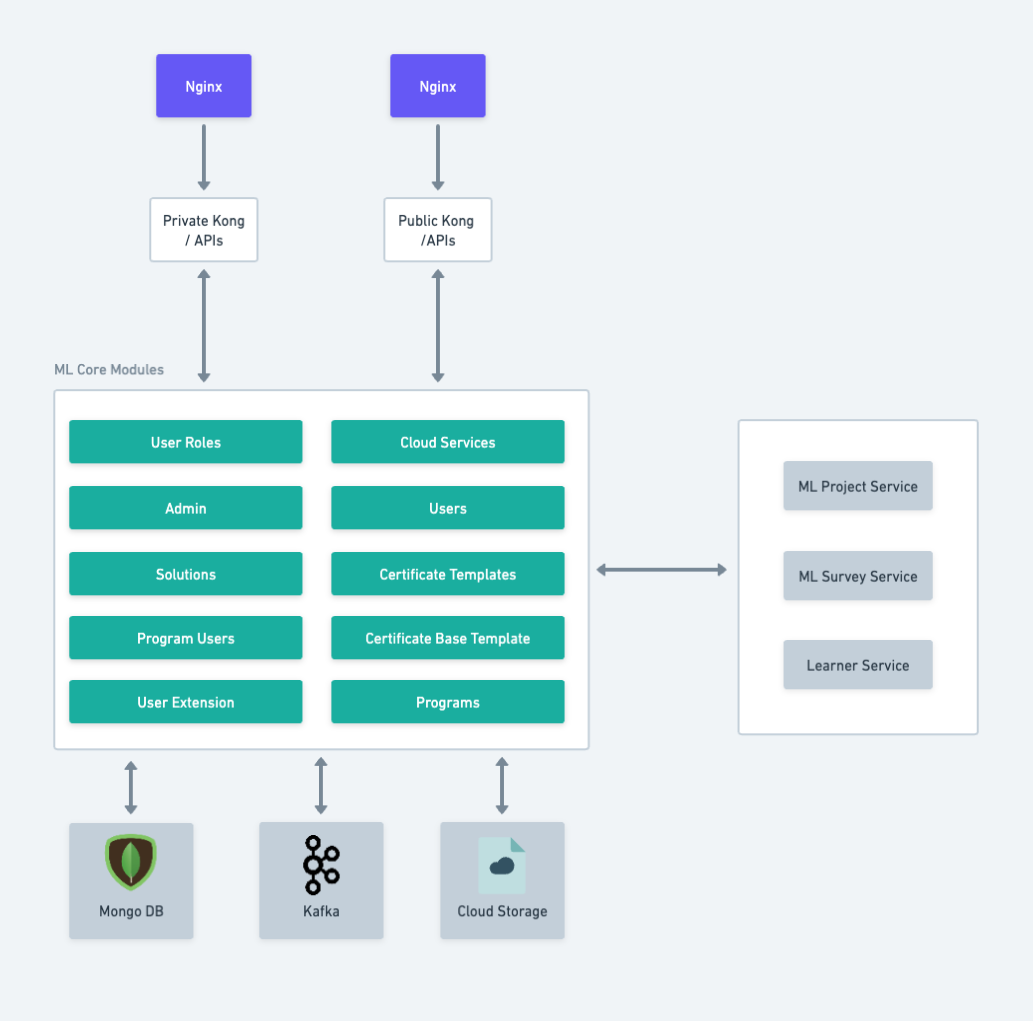 Nginx
Nginx
Private Kong
/ APIs
Public Kong
/APIs
ML Core Modules
User Roles
Cloud Services
Admin
Users
Solutions
Certificate Templates
Program Users
Certificate Base Template
User Extension
Programs
ML Project Service
ML Survey Service
Learner Service
Mongo DB
Kafka
Cloud Storage